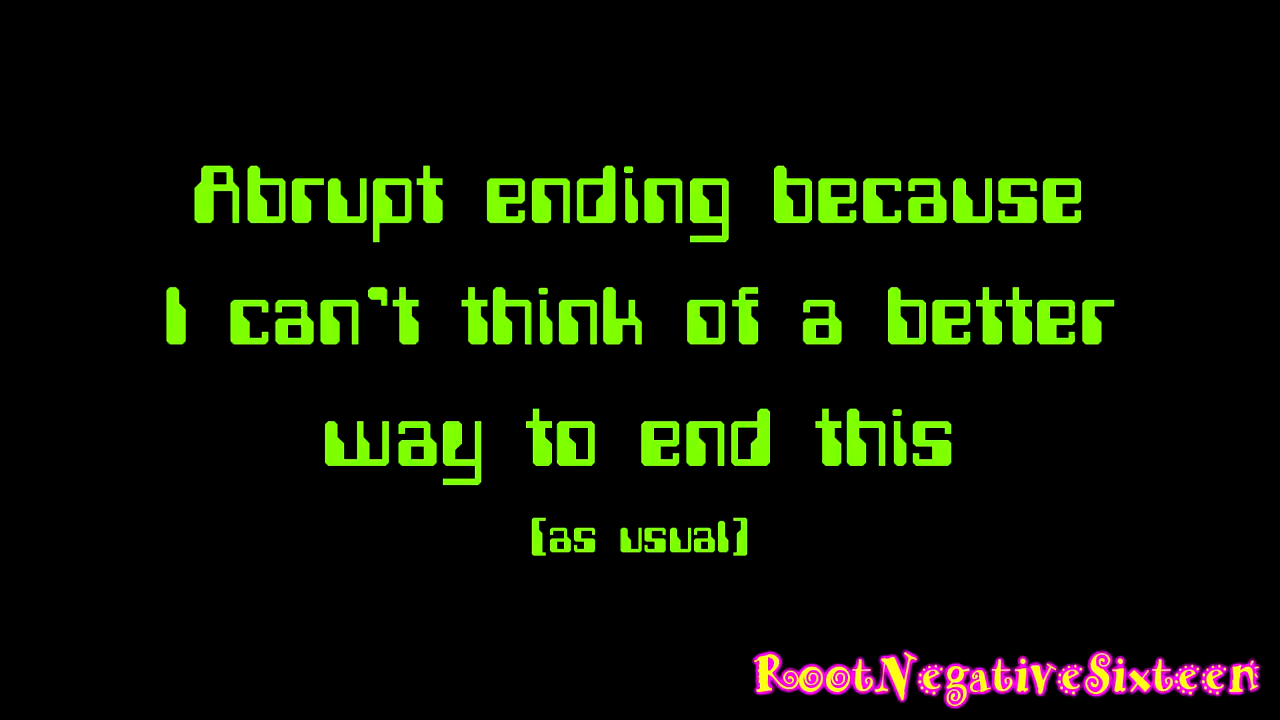 Abrupt ending because
I can't think of a better
way to end this
(as usual)
RootNegativeSixteen